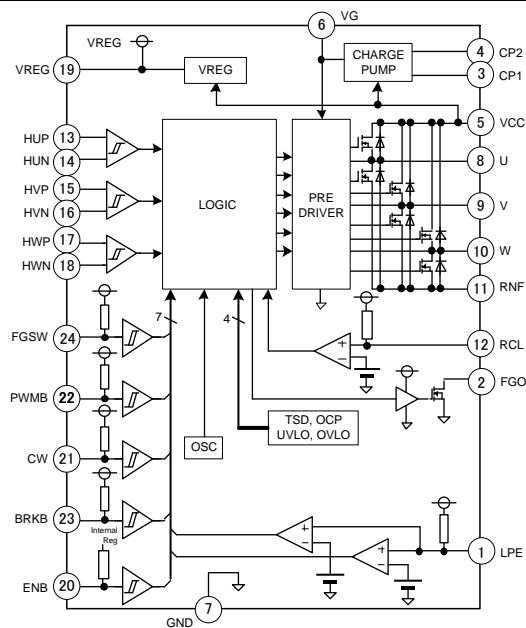 6 VG
VREG
VREG 19
VREG
CHARGE
PUMP
4 CP2
3 CP1
5 VCC
HUP 13
HUN 14
HVP 15
HVN 16
HWP 17
HWN 18
LOGIC
PRE
DRIVER
8 U
9 V
10 W
11 RNF
12 RCL
2 FGO
+
−
7
4
FGSW 24
PWMB 22
CW 21
BRKB 23
Internal
Reg
ENB 20
OSC
TSD, OCP
UVLO, OVLO
+
−
+
−
1 LPE
GND 7